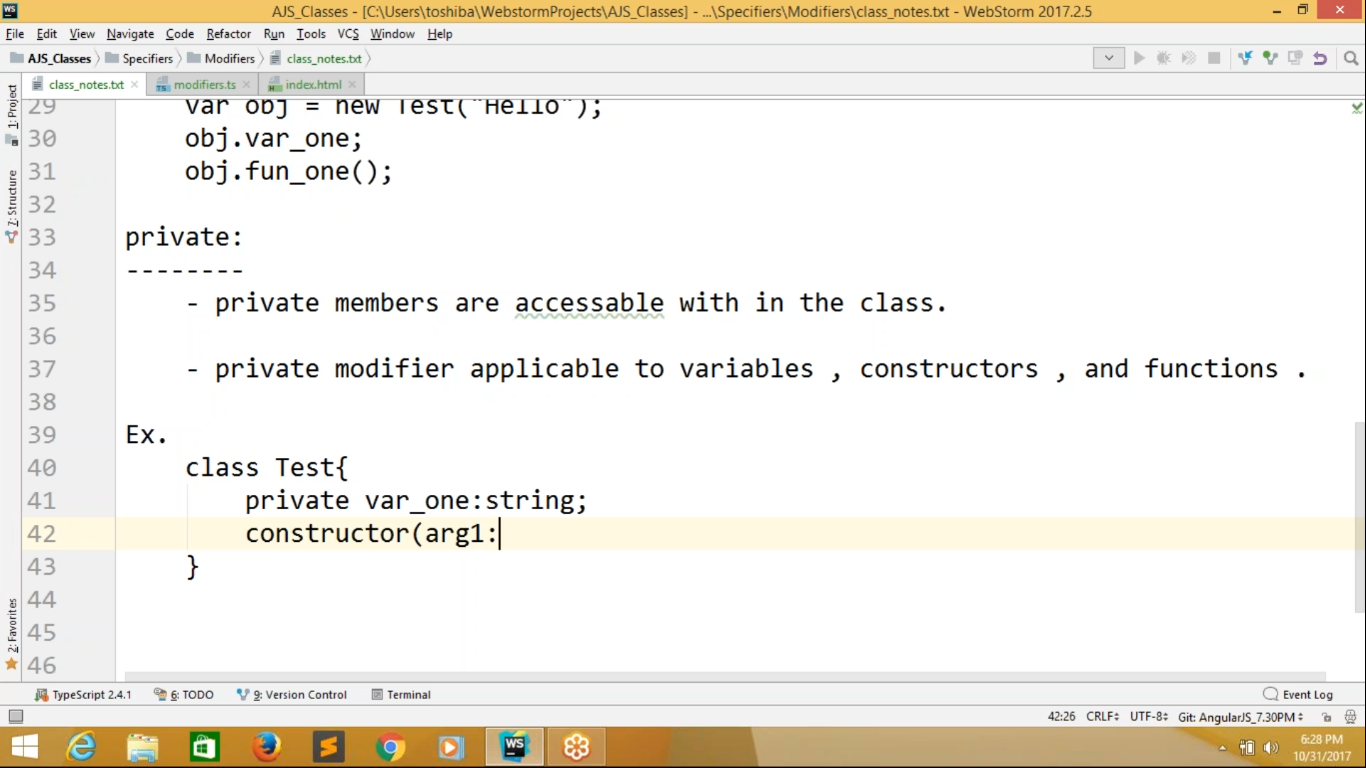 AJS_Classes - [C:\Users\toshiba\WebstormProjects\AJS_Classes] - ...\Specifiers\Modifiers\class_notes.txt - WebStorm 2017.2.5
File Edit View Navigate Code Refactor Run Tools VCS Window Help
AJS_Classes Specifiers Modifiers class_notes.txt
class_notes.txt modifiers.ts index.html
1: Project
7: Structure
2: Favorites
29 var obj = new Test("Hello");
30 obj.var_one;
31 obj.fun_one();
32
33 private:
34 --------
35 - private members are accessable with in the class.
36
37 - private modifier applicable to variables , constructors , and functions .
38
39 Ex.
40 class Test{
41 private var_one:string;
42 constructor(arg1:
43 }
44
45
46
TypeScript 2.4.1 6: TODO 9: Version Control Terminal Event Log
42:26 CRLF UTF-8 Git: AngularJS_7.30PM
6:28 PM
10/31/2017